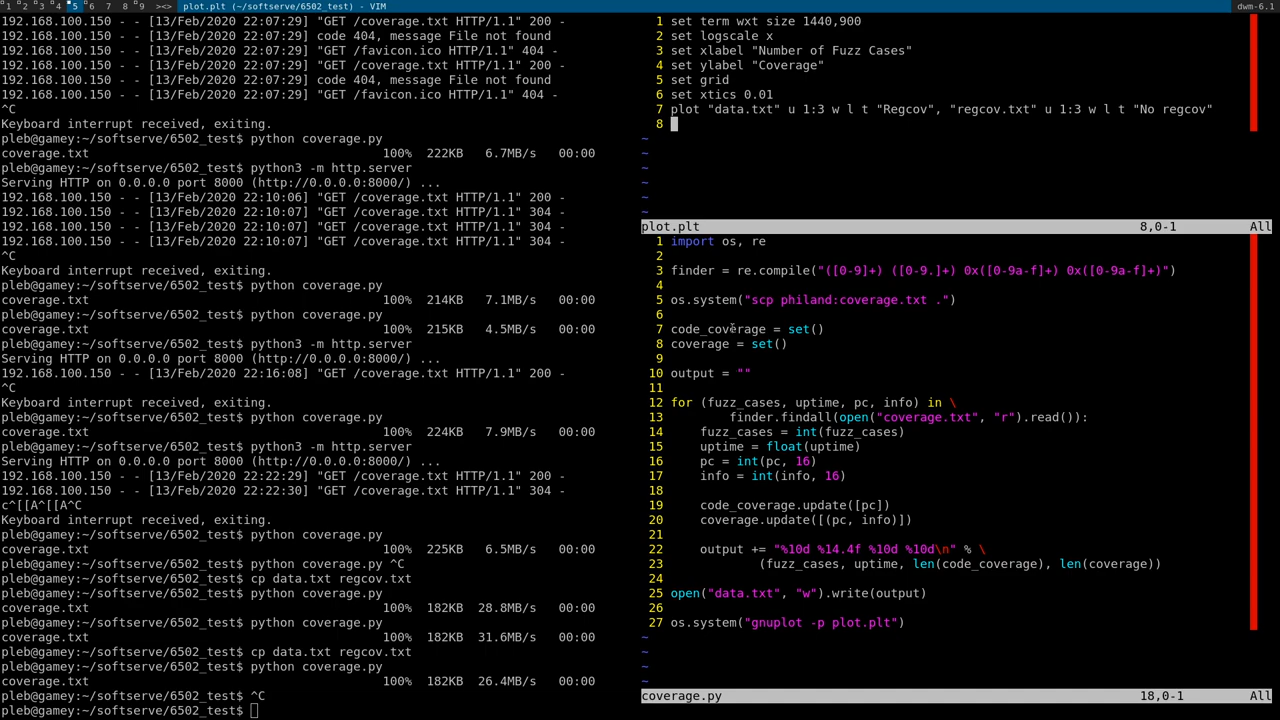 1 2 3 4 5 6 7 8 9 ><> plot.plt (~/softserve/6502_test) - VIM dwm-6.1
192.168.100.150 - - [13/Feb/2020 22:07:29] "GET /coverage.txt HTTP/1.1" 200 -
192.168.100.150 - - [13/Feb/2020 22:07:29] code 404, message File not found
192.168.100.150 - - [13/Feb/2020 22:07:29] "GET /favicon.ico HTTP/1.1" 404 -
192.168.100.150 - - [13/Feb/2020 22:07:29] "GET /coverage.txt HTTP/1.1" 200 -
192.168.100.150 - - [13/Feb/2020 22:07:29] code 404, message File not found
192.168.100.150 - - [13/Feb/2020 22:07:29] "GET /favicon.ico HTTP/1.1" 404 -
^C
Keyboard interrupt received, exiting.
pleb@gamey:~/softserve/6502_test$ python coverage.py
coverage.txt 100% 222KB 6.7MB/s 00:00
pleb@gamey:~/softserve/6502_test$ python3 -m http.server
Serving HTTP on 0.0.0.0 port 8000 (http://0.0.0.0:8000/) ...
192.168.100.150 - - [13/Feb/2020 22:10:06] "GET /coverage.txt HTTP/1.1" 200 -
192.168.100.150 - - [13/Feb/2020 22:10:07] "GET /coverage.txt HTTP/1.1" 304 -
192.168.100.150 - - [13/Feb/2020 22:10:07] "GET /coverage.txt HTTP/1.1" 304 -
192.168.100.150 - - [13/Feb/2020 22:10:07] "GET /coverage.txt HTTP/1.1" 304 -
^C
Keyboard interrupt received, exiting.
pleb@gamey:~/softserve/6502_test$ python coverage.py
coverage.txt 100% 214KB 7.1MB/s 00:00
pleb@gamey:~/softserve/6502_test$ python coverage.py
coverage.txt 100% 215KB 4.5MB/s 00:00
pleb@gamey:~/softserve/6502_test$ python3 -m http.server
Serving HTTP on 0.0.0.0 port 8000 (http://0.0.0.0:8000/) ...
192.168.100.150 - - [13/Feb/2020 22:16:08] "GET /coverage.txt HTTP/1.1" 200 -
^C
Keyboard interrupt received, exiting.
pleb@gamey:~/softserve/6502_test$ python coverage.py
coverage.txt 100% 224KB 7.9MB/s 00:00
pleb@gamey:~/softserve/6502_test$ python3 -m http.server
Serving HTTP on 0.0.0.0 port 8000 (http://0.0.0.0:8000/) ...
192.168.100.150 - - [13/Feb/2020 22:22:29] "GET /coverage.txt HTTP/1.1" 200 -
192.168.100.150 - - [13/Feb/2020 22:22:30] "GET /coverage.txt HTTP/1.1" 304 -
c^[[A^[[A^C
Keyboard interrupt received, exiting.
pleb@gamey:~/softserve/6502_test$ python coverage.py
coverage.txt 100% 225KB 6.5MB/s 00:00
pleb@gamey:~/softserve/6502_test$ python coverage.py ^C
pleb@gamey:~/softserve/6502_test$ cp data.txt regcov.txt
pleb@gamey:~/softserve/6502_test$ python coverage.py
coverage.txt 100% 182KB 28.8MB/s 00:00
pleb@gamey:~/softserve/6502_test$ python coverage.py
coverage.txt 100% 182KB 31.6MB/s 00:00
pleb@gamey:~/softserve/6502_test$ cp data.txt regcov.txt
pleb@gamey:~/softserve/6502_test$ python coverage.py
coverage.txt 100% 182KB 26.4MB/s 00:00
pleb@gamey:~/softserve/6502_test$ ^C
pleb@gamey:~/softserve/6502_test$
1 set term wxt size 1440,900
2 set logscale x
3 set xlabel "Number of Fuzz Cases"
4 set ylabel "Coverage"
5 set grid
6 set xtics 0.01
7 plot "data.txt" u 1:3 w l t "Regcov", "regcov.txt" u 1:3 w l t "No regcov"
8
~
~
~
~
~
~
plot.plt 8,0-1 All
1 import os, re
2
3 finder = re.compile("([0-9]+) ([0-9.]+) 0x([0-9a-f]+) 0x([0-9a-f]+)")
4
5 os.system("scp philand:coverage.txt .")
6
7 code_coverage = set()
8 coverage = set()
9
10 output = ""
11
12 for (fuzz_cases, uptime, pc, info) in \
13 finder.findall(open("coverage.txt", "r").read()):
14 fuzz_cases = int(fuzz_cases)
15 uptime = float(uptime)
16 pc = int(pc, 16)
17 info = int(info, 16)
18
19 code_coverage.update([pc])
20 coverage.update([(pc, info)])
21
22 output += "%10d %14.4f %10d %10d\n" % \
23 (fuzz_cases, uptime, len(code_coverage), len(coverage))
24
25 open("data.txt", "w").write(output)
26
27 os.system("gnuplot -p plot.plt")
~
~
~
~
coverage.py 18,0-1 All